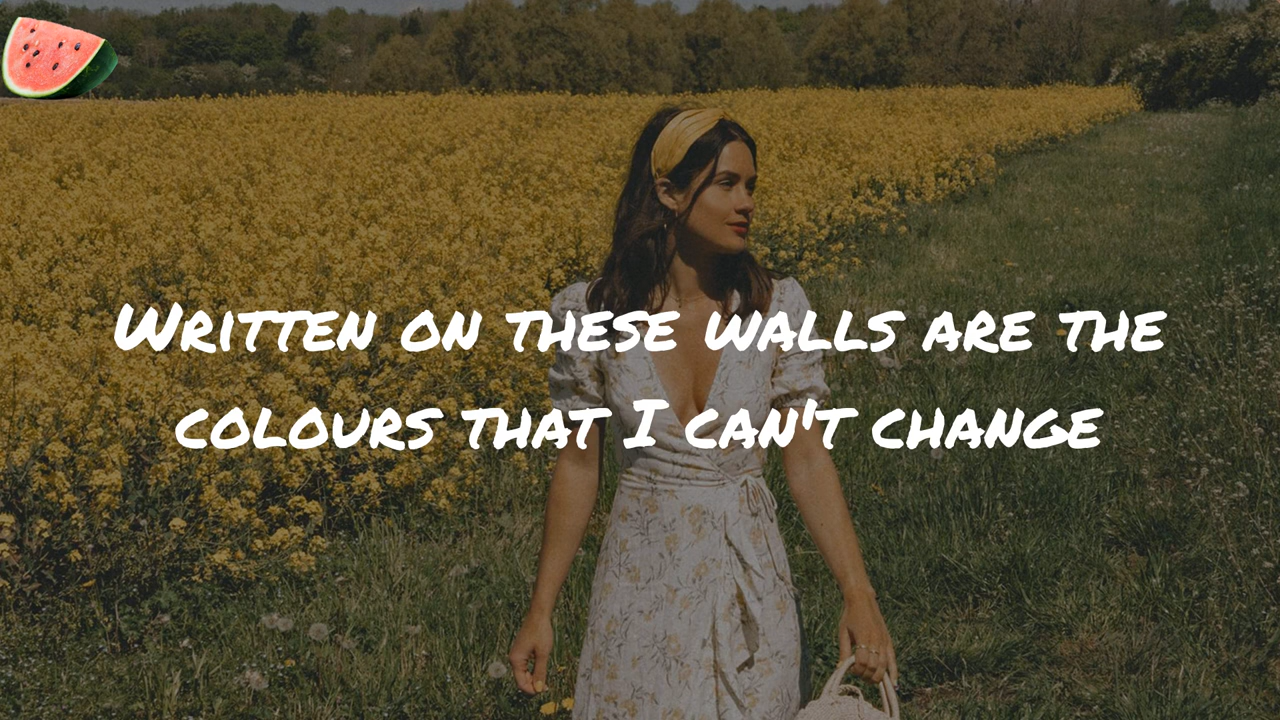 Written on these walls are the
colours that I can't change